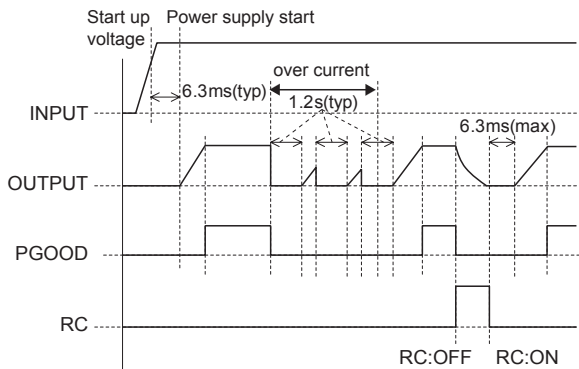 Start up voltage
Power supply start
6.3ms(typ)
over current
1.2s(typ)
6.3ms(max)
INPUT
OUTPUT
PGOOD
RC
RC:OFF
RC:ON